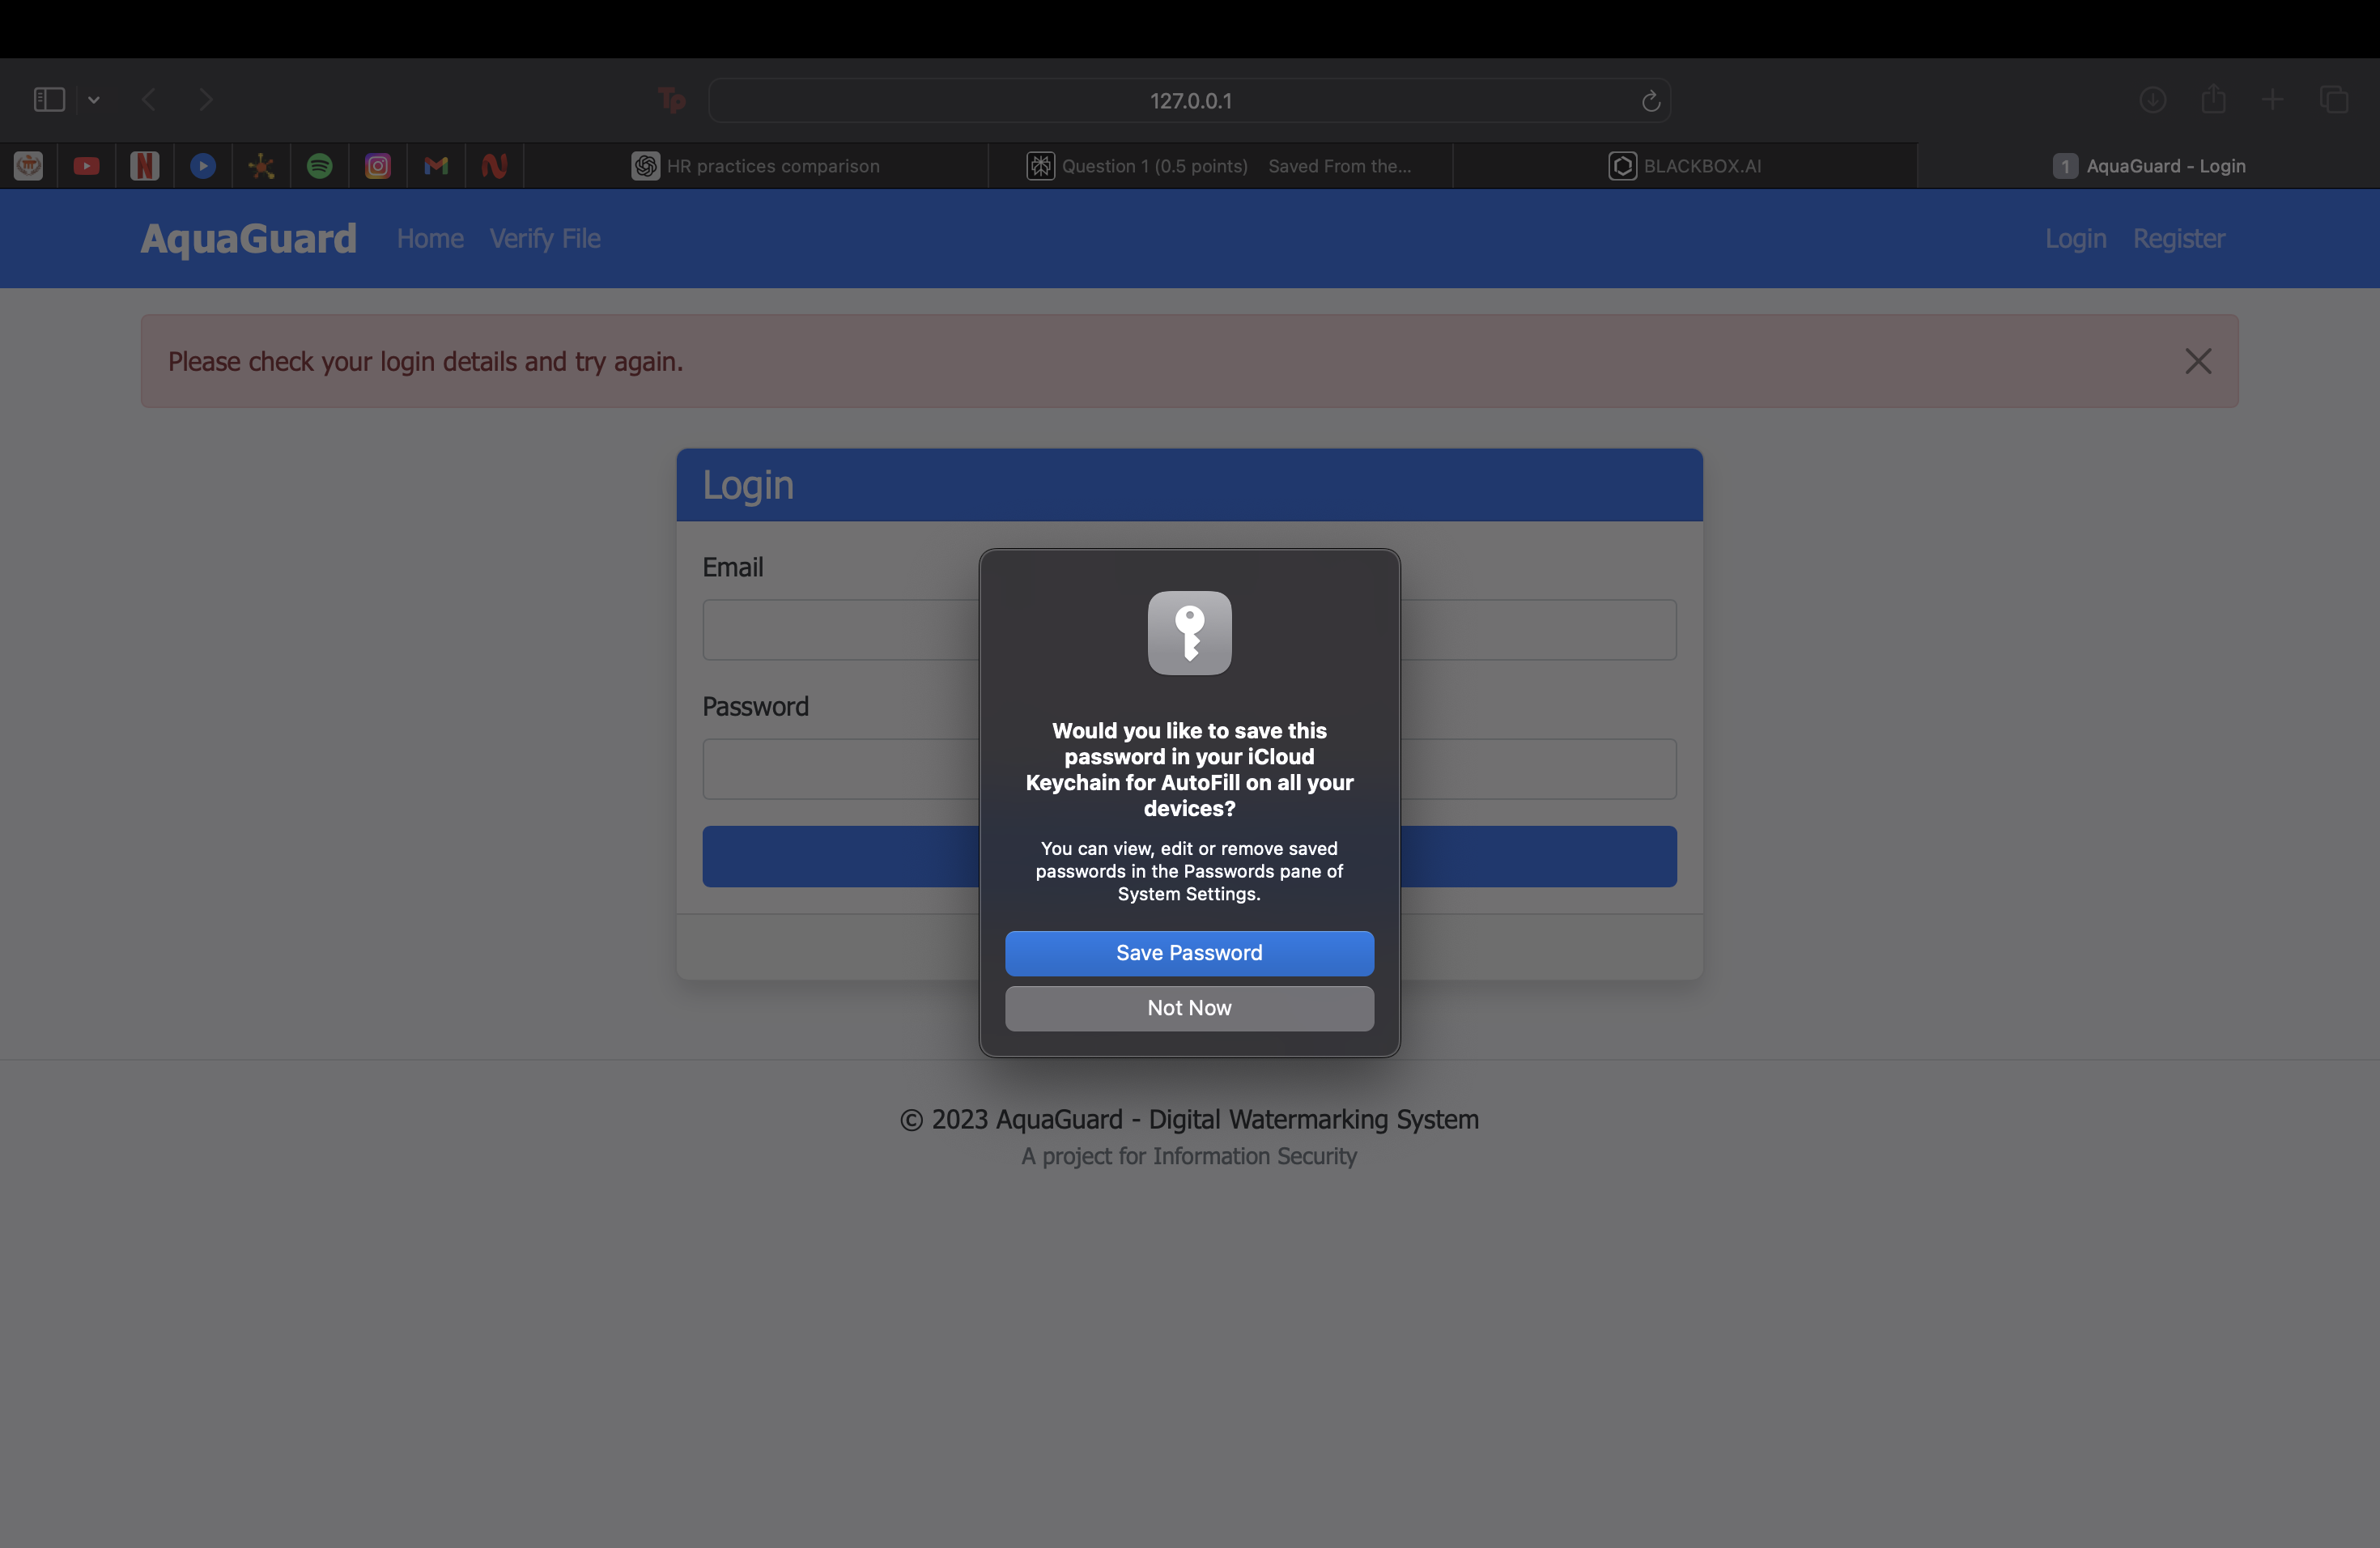 127.0.0.1
HR practices comparison
Question 1 (0.5 points) Saved From the...
BLACKBOX.AI
1 AquaGuard - Login
AquaGuard Home Verify File Login Register
Please check your login details and try again.
Login
Email
Password
Would you like to save this
password in your iCloud
Keychain for AutoFill on all your
devices?
You can view, edit or remove saved
passwords in the Passwords pane of
System Settings.
Save Password
Not Now
© 2023 AquaGuard - Digital Watermarking System
A project for Information Security